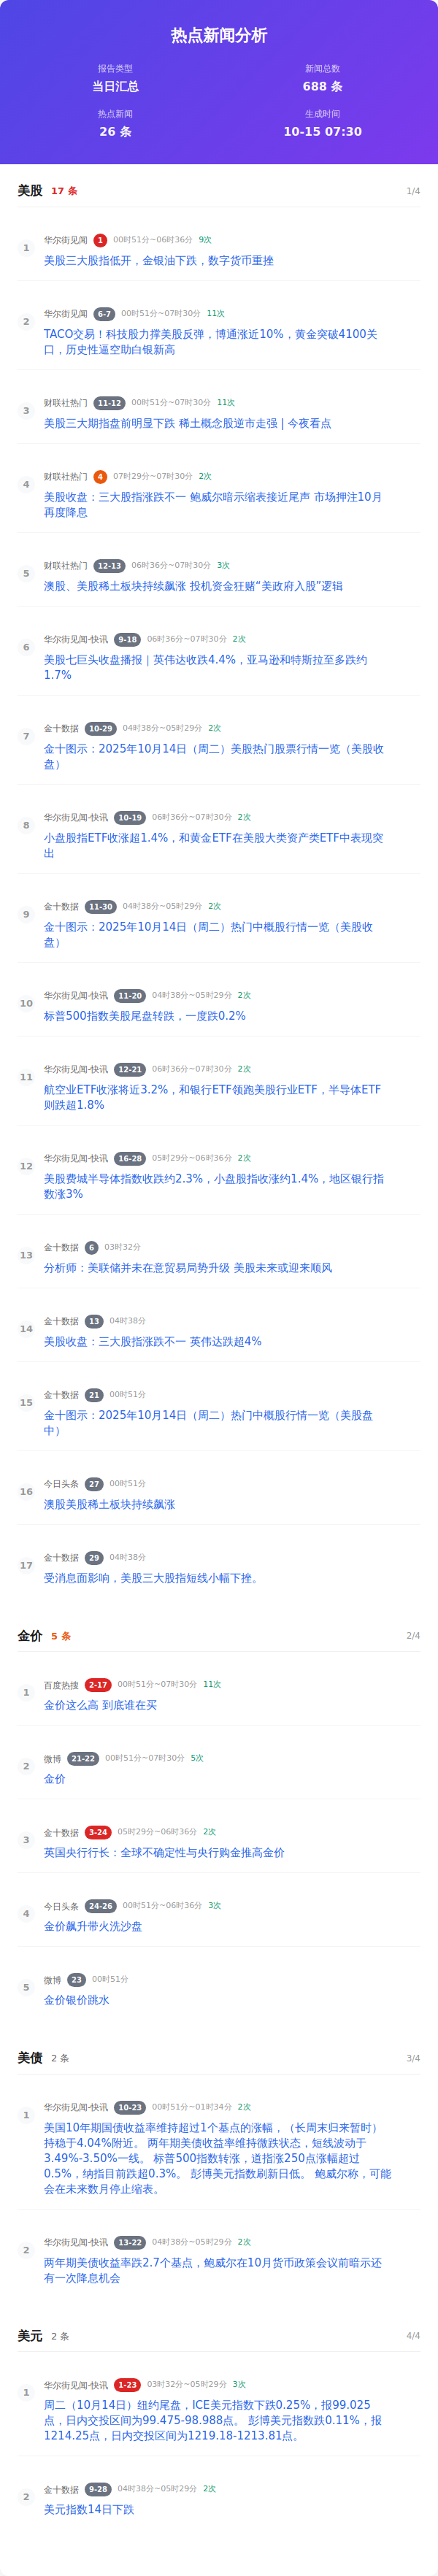 热点新闻分析
报告类型
当日汇总
新闻总数
688 条
热点新闻
26 条
生成时间
10-15 07:30
美股 17 条 1/4
1
华尔街见闻 1 00时51分~06时36分 9次
美股三大股指低开，金银油下跌，数字货币重挫
2
华尔街见闻 6-7 00时51分~07时30分 11次
TACO交易！科技股力撑美股反弹，博通涨近10%，黄金突破4100关
口，历史性逼空助白银新高
3
财联社热门 11-12 00时51分~07时30分 11次
美股三大期指盘前明显下跌 稀土概念股逆市走强 | 今夜看点
4
财联社热门 4 07时29分~07时30分 2次
美股收盘：三大股指涨跌不一 鲍威尔暗示缩表接近尾声 市场押注10月
再度降息
5
财联社热门 12-13 06时36分~07时30分 3次
澳股、美股稀土板块持续飙涨 投机资金狂赌“美政府入股”逻辑
6
华尔街见闻-快讯 9-18 06时36分~07时30分 2次
美股七巨头收盘播报｜英伟达收跌4.4%，亚马逊和特斯拉至多跌约
1.7%
7
金十数据 10-29 04时38分~05时29分 2次
金十图示：2025年10月14日（周二）美股热门股票行情一览（美股收
盘）
8
华尔街见闻-快讯 10-19 06时36分~07时30分 2次
小盘股指ETF收涨超1.4%，和黄金ETF在美股大类资产类ETF中表现突
出
9
金十数据 11-30 04时38分~05时29分 2次
金十图示：2025年10月14日（周二）热门中概股行情一览（美股收
盘）
10
华尔街见闻-快讯 11-20 04时38分~05时29分 2次
标普500指数美股尾盘转跌，一度跌0.2%
11
华尔街见闻-快讯 12-21 06时36分~07时30分 2次
航空业ETF收涨将近3.2%，和银行ETF领跑美股行业ETF，半导体ETF
则跌超1.8%
12
华尔街见闻-快讯 16-28 05时29分~06时36分 2次
美股费城半导体指数收跌约2.3%，小盘股指收涨约1.4%，地区银行指
数涨3%
13
金十数据 6 03时32分
分析师：美联储并未在意贸易局势升级 美股未来或迎来顺风
14
金十数据 13 04时38分
美股收盘：三大股指涨跌不一 英伟达跌超4%
15
金十数据 21 00时51分
金十图示：2025年10月14日（周二）热门中概股行情一览（美股盘
中）
16
今日头条 27 00时51分
澳股美股稀土板块持续飙涨
17
金十数据 29 04时38分
受消息面影响，美股三大股指短线小幅下挫。
金价 5 条 2/4
1
百度热搜 2-17 00时51分~07时30分 11次
金价这么高 到底谁在买
2
微博 21-22 00时51分~07时30分 5次
金价
3
金十数据 3-24 05时29分~06时36分 2次
英国央行行长：全球不确定性与央行购金推高金价
4
今日头条 24-26 00时51分~06时36分 3次
金价飙升带火洗沙盘
5
微博 23 00时51分
金价银价跳水
美债 2 条 3/4
1
华尔街见闻-快讯 10-23 00时51分~01时34分 2次
美国10年期国债收益率维持超过1个基点的涨幅，（长周末归来暂时）
持稳于4.04%附近。 两年期美债收益率维持微跌状态，短线波动于
3.49%-3.50%一线。 标普500指数转涨，道指涨250点涨幅超过
0.5%，纳指目前跌超0.3%。 彭博美元指数刷新日低。 鲍威尔称，可能
会在未来数月停止缩表。
2
华尔街见闻-快讯 13-22 04时38分~05时29分 2次
两年期美债收益率跌2.7个基点，鲍威尔在10月货币政策会议前暗示还
有一次降息机会
美元 2 条 4/4
1
华尔街见闻-快讯 1-23 03时32分~05时29分 3次
周二（10月14日）纽约尾盘，ICE美元指数下跌0.25%，报99.025
点，日内交投区间为99.475-98.988点。 彭博美元指数跌0.11%，报
1214.25点，日内交投区间为1219.18-1213.81点。
2
金十数据 9-28 04时38分~05时29分 2次
美元指数14日下跌